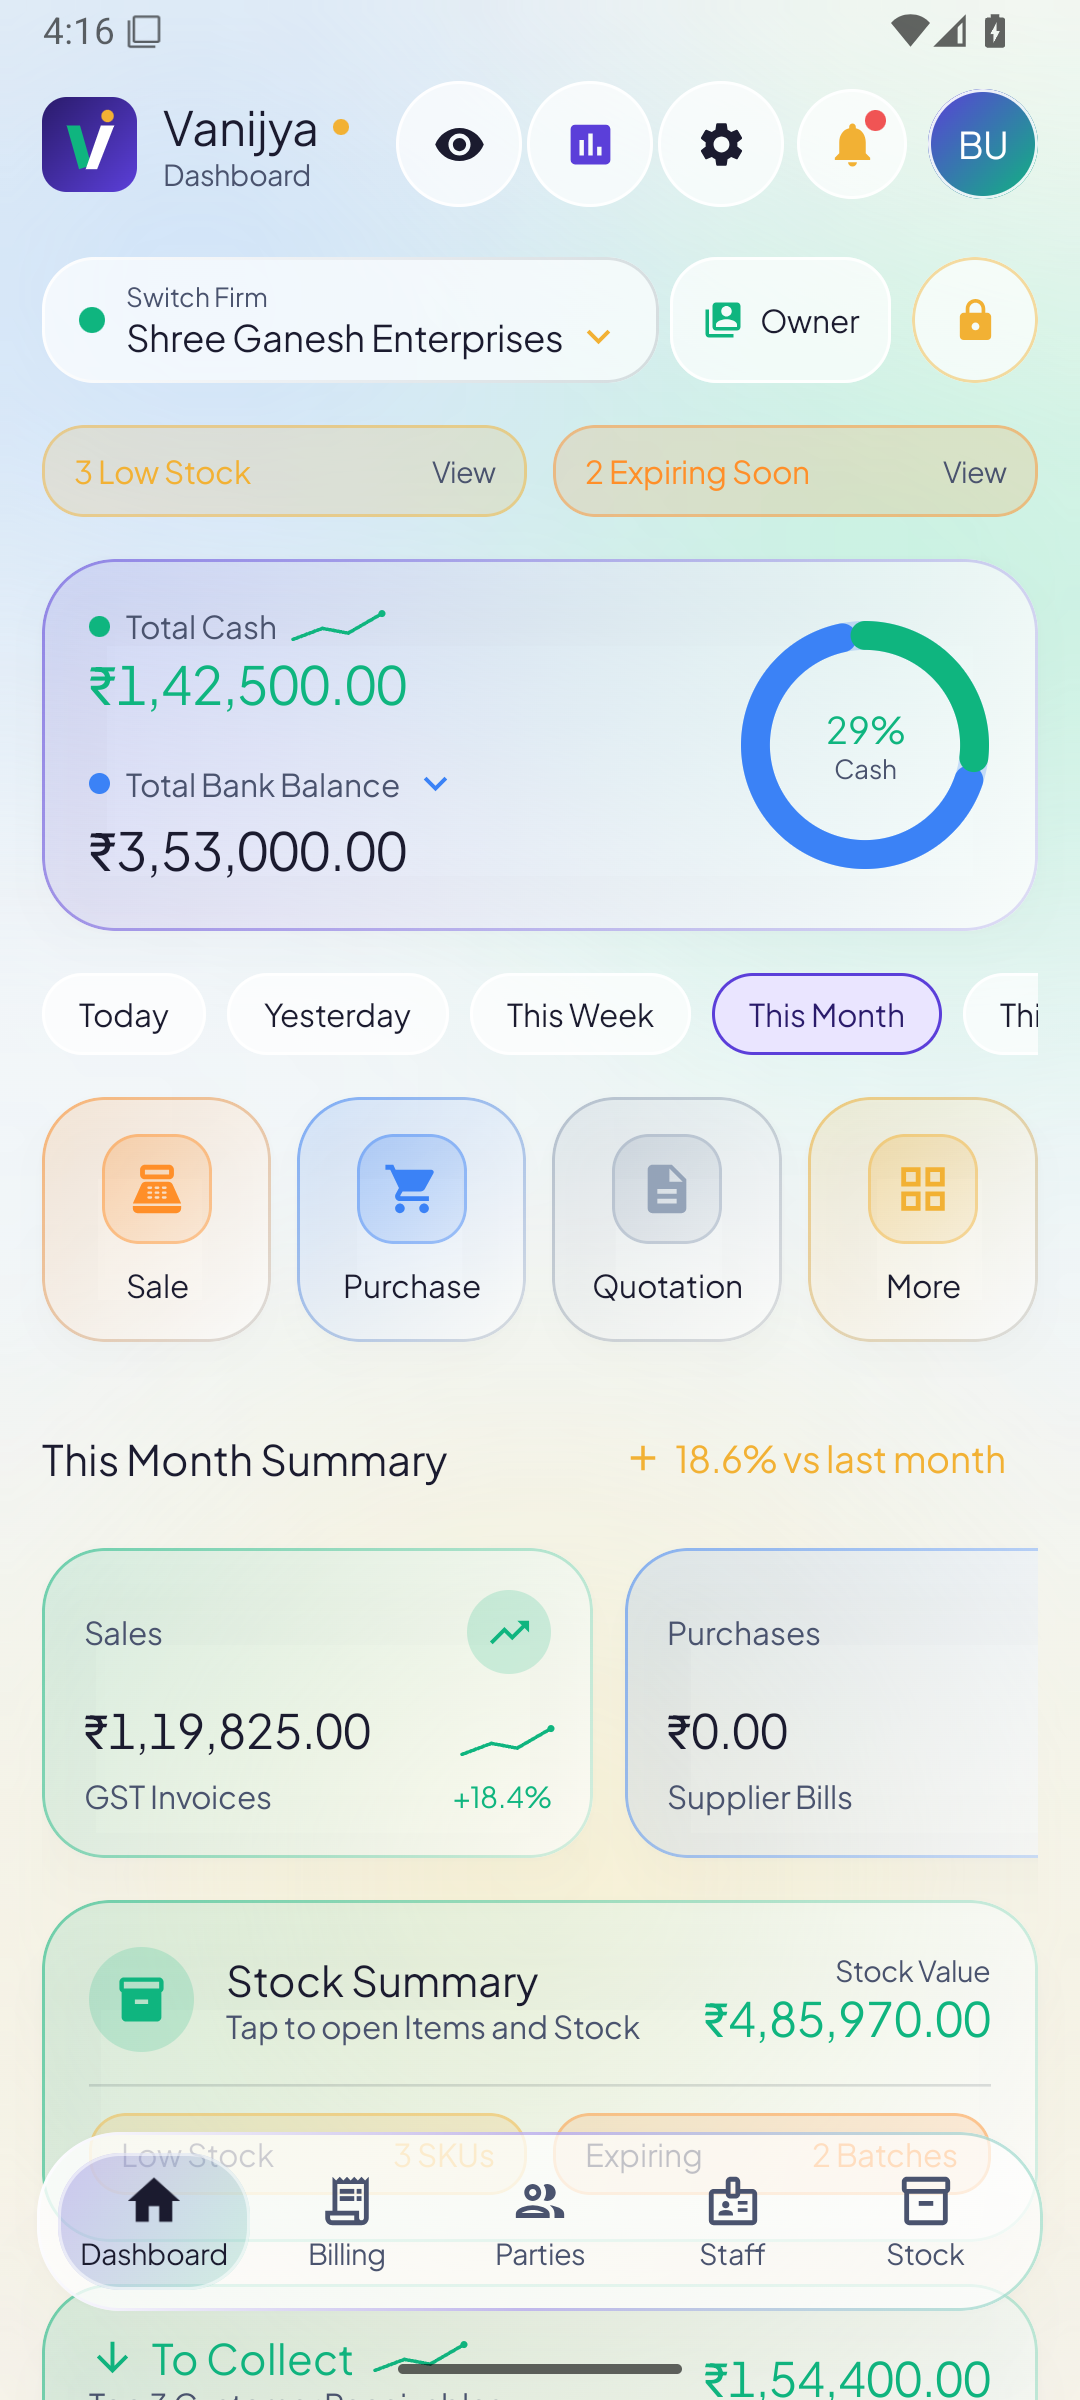 4:16
Vanijya
Dashboard
BU
Switch Firm
Shree Ganesh Enterprises
Owner
3 Low Stock View
2 Expiring Soon View
Total Cash
₹1,42,500.00
Total Bank Balance
₹3,53,000.00
29%
Cash
Today Yesterday This Week This Month Thi
Sale Purchase Quotation More
This Month Summary
+ 18.6% vs last month
Sales
₹1,19,825.00
GST Invoices +18.4%
Purchases
₹0.00
Supplier Bills
Stock Summary
Tap to open Items and Stock
Stock Value
₹4,85,970.00
Low Stock 3 SKUs
Expiring 2 Batches
Dashboard Billing Parties Staff Stock
To Collect
₹1,54,400.00